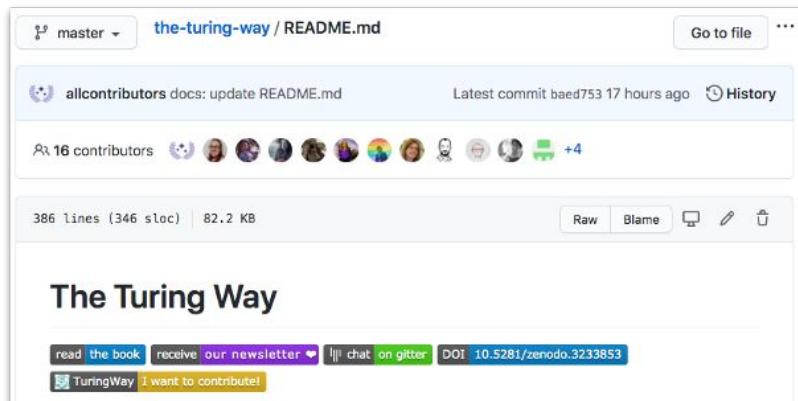 master the-turing-way / README.md Go to file ...
allcontributors docs: update README.md Latest commit baed753 17 hours ago History
16 contributors +4
386 lines (346 sloc) 82.2 KB Raw Blame
The Turing Way
read the book receive our newsletter ❤ chat on gitter DOI 10.5281/zenodo.3233853
TuringWay I want to contribute!